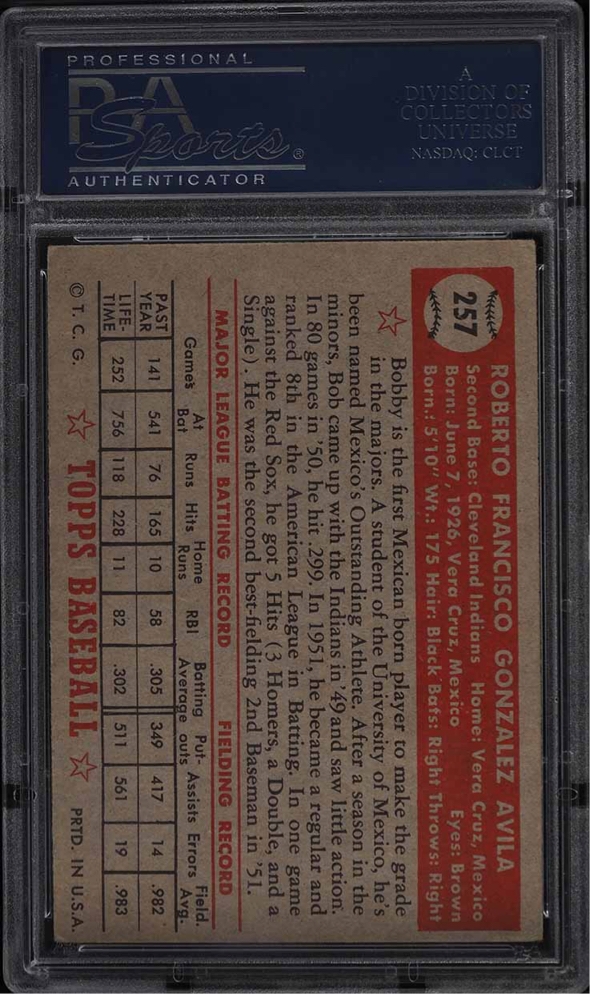 PROFESSIONAL
PSA
Sports®
AUTHENTICATOR
A
DIVISION OF
COLLECTORS
UNIVERSE
NASDAQ: CLCT
257
ROBERTO FRANCISCO GONZALEZ AVILA
Second Base: Cleveland Indians Home: Vera Cruz, Mexico
Born: June 7, 1926, Vera Cruz, Mexico Eyes: Brown
Born.: 5'10" Wt.: 175 Hair: Black Bats: Right Throws: Right
Bobby is the first Mexican born player to make the grade
in the majors. A student of the University of Mexico, he's
been named Mexico's Outstanding Athlete. After a season in the
minors, Bob came up with the Indians in '49 and saw little action.
In 80 games in '50, he hit .299. In 1951, he became a regular and
ranked 8th in the American League in Batting. In one game
against the Red Sox, he got 5 Hits (3 Homers, a Double, and a
Single). He was the second best-fielding 2nd Baseman in '51.
MAJOR LEAGUE BATTING RECORD FIELDING RECORD
Games At Bat Runs Hits Home Runs RBI Batting Average Put-outs Assists Errors Field. Avg.
PAST YEAR 141 541 76 165 10 58 .305 349 417 14 .982
LIFE-TIME 252 756 118 228 11 82 .302 511 561 19 .983
© T. C. G. TOPPS BASEBALL PRTD. IN U.S.A.